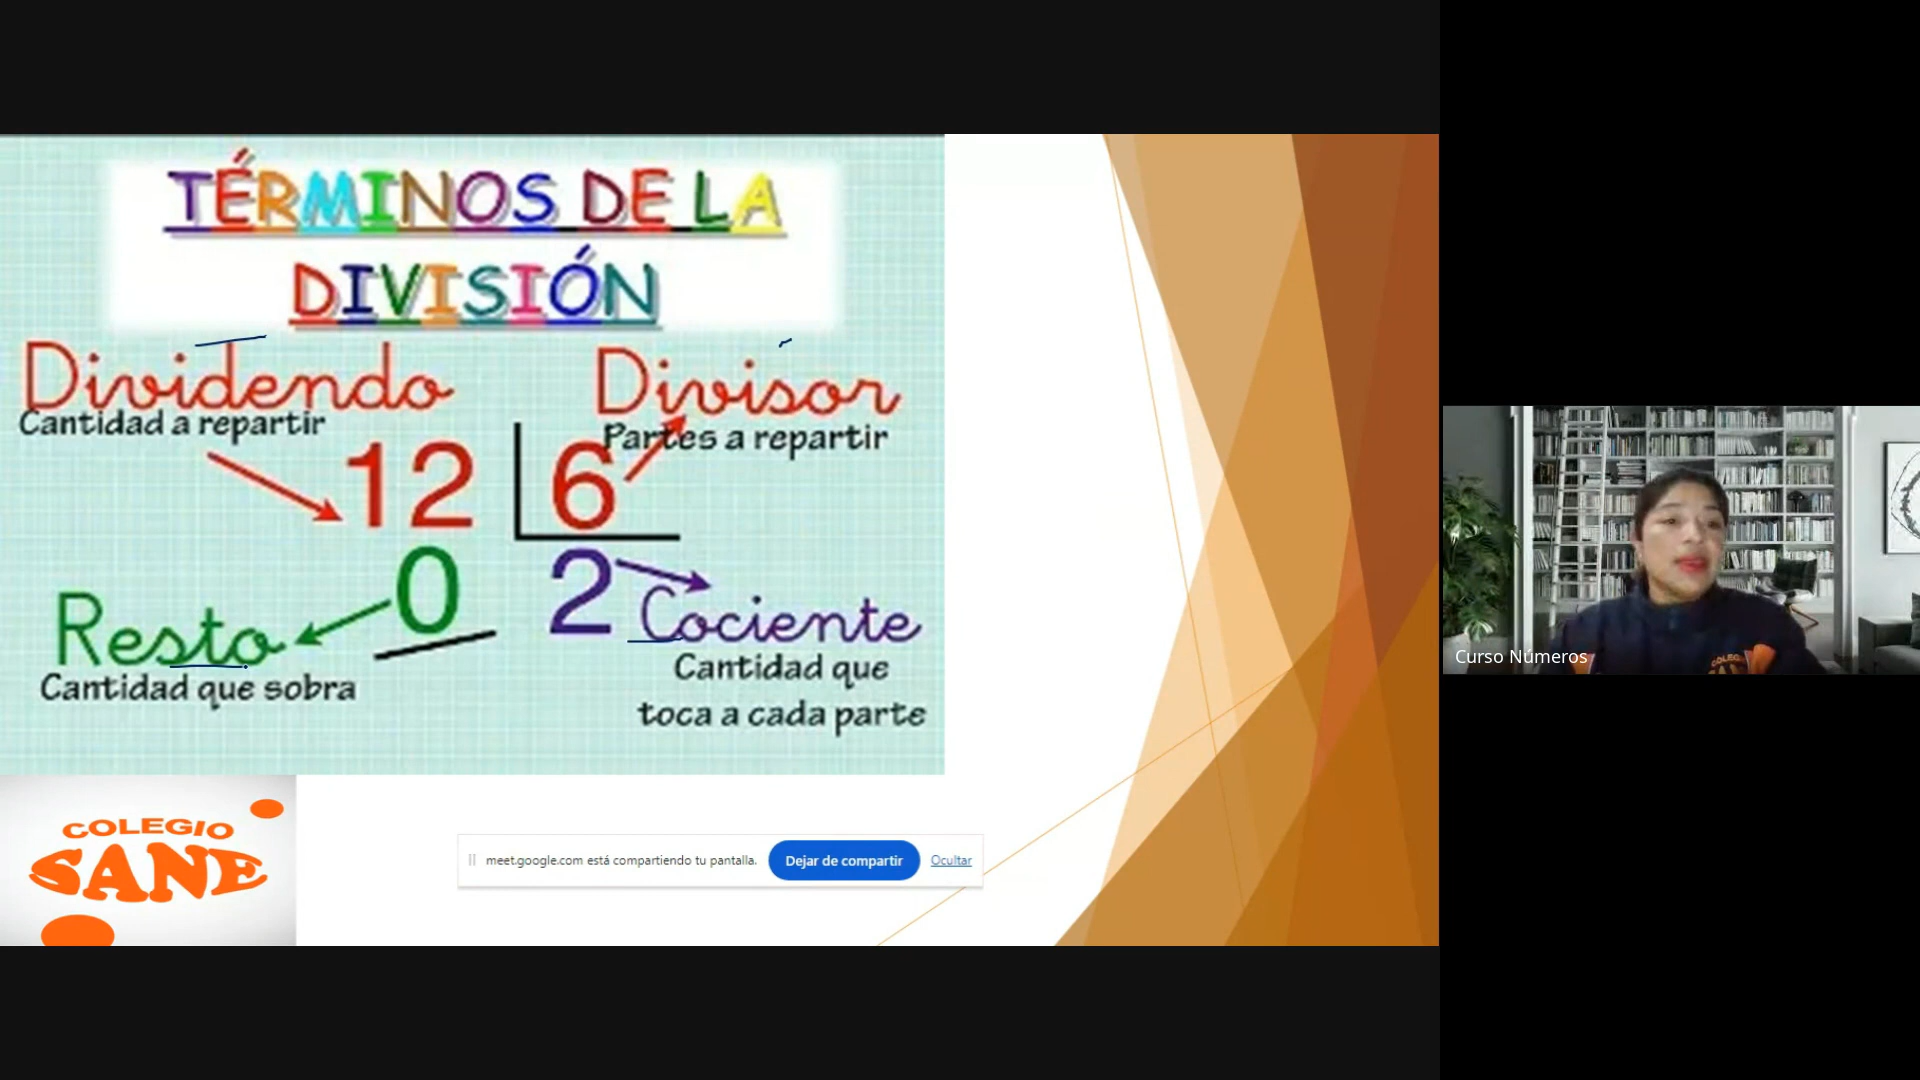 TÉRMINOS DE LA
DIVISIÓN
Dividendo
Cantidad a repartir
Divisor
Partes a repartir
12
6
0
2
Resto
Cantidad que sobra
Cociente
Cantidad que
toca a cada parte
COLEGIO
SANE
meet.google.com está compartiendo tu pantalla.
Dejar de compartir
Ocultar
Curso Números
COLEGIO